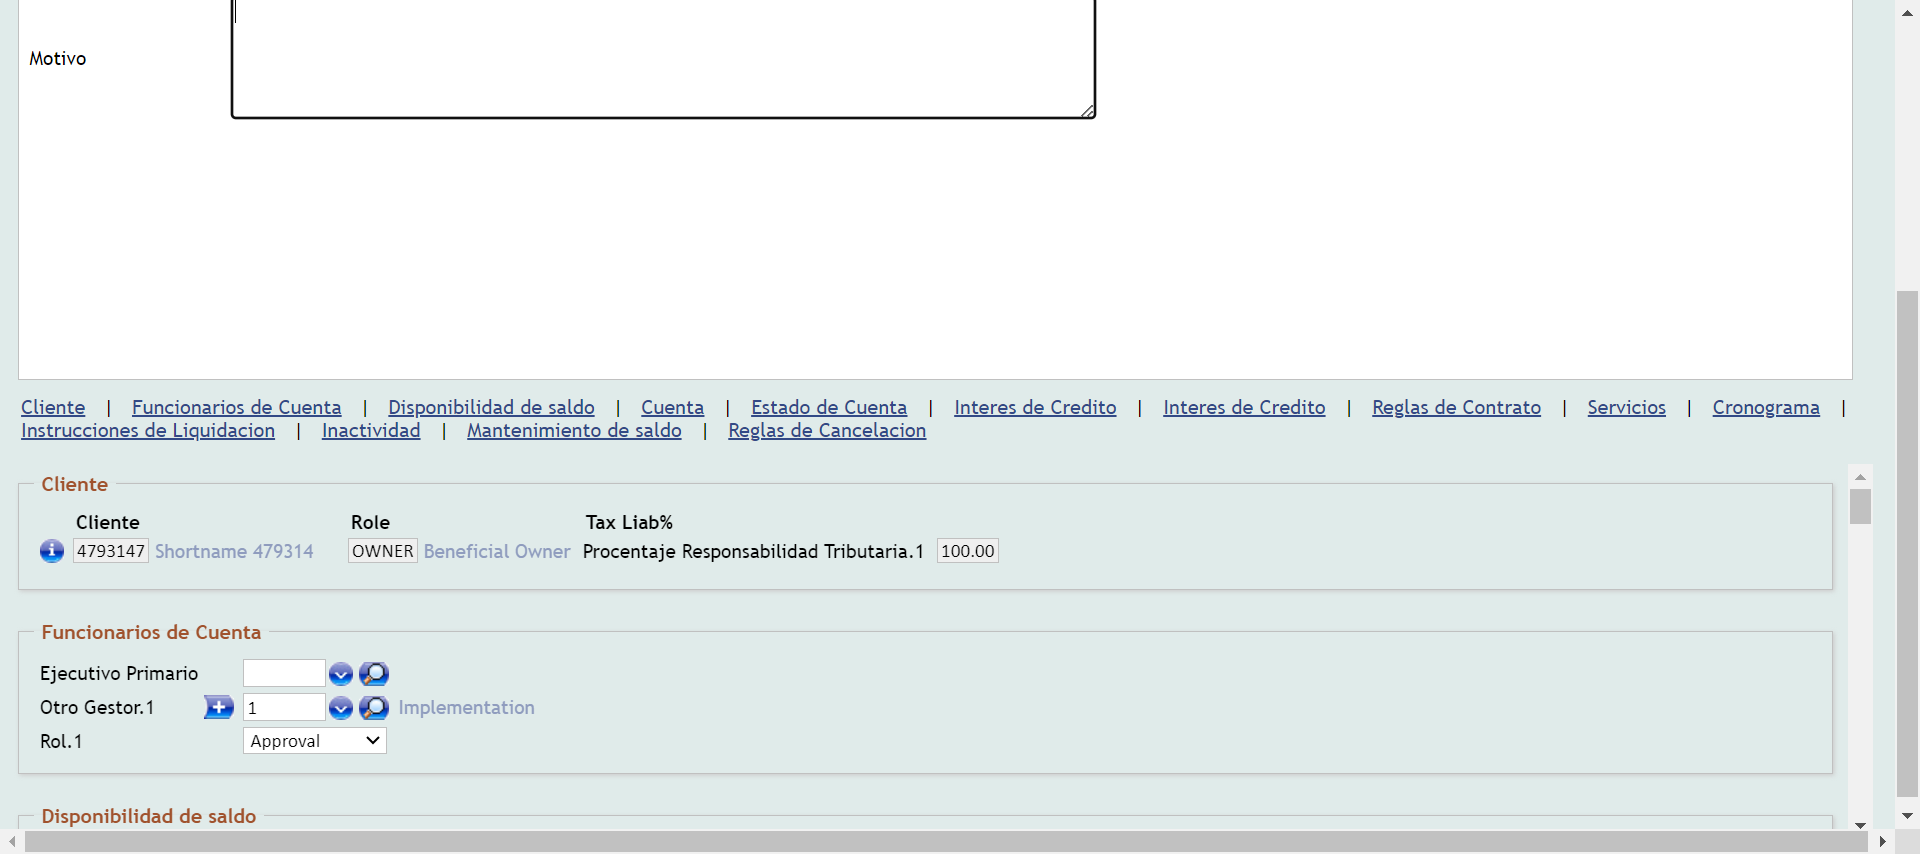 Motivo
Cliente | Funcionarios de Cuenta | Disponibilidad de saldo | Cuenta | Estado de Cuenta | Interes de Credito | Interes de Credito | Reglas de Contrato | Servicios | Cronograma |
Instrucciones de Liquidacion | Inactividad | Mantenimiento de saldo | Reglas de Cancelacion
Cliente
Cliente Role Tax Liab%
4793147 Shortname 479314 OWNER Beneficial Owner Procentaje Responsabilidad Tributaria.1 100.00
Funcionarios de Cuenta
Ejecutivo Primario
Otro Gestor.1 1 Implementation
Rol.1 Approval
Disponibilidad de saldo